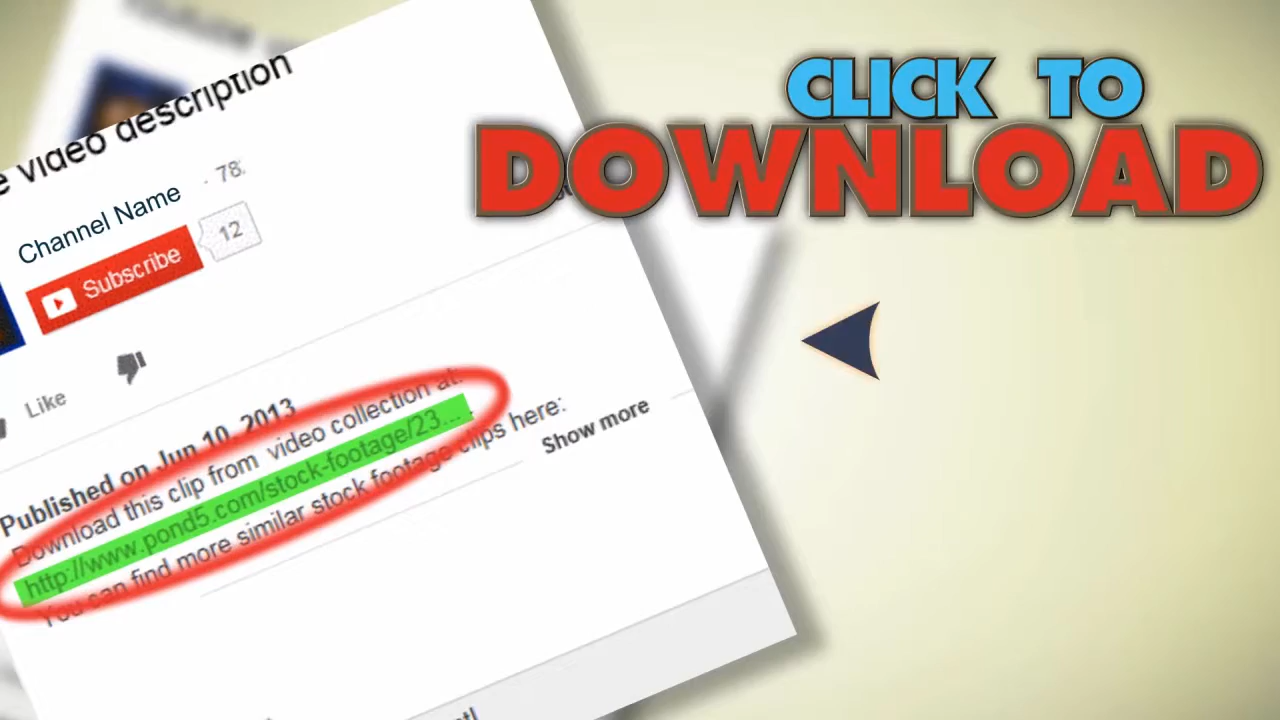 CLICK TO
DOWNLOAD
video description
Channel Name
78
Subscribe
12
Like
Published on Jun 10, 2013
Download this clip from video collection at:
http://www.pond5.com/stock-footage/23...
You can find more similar stock footage clips here:
Show more